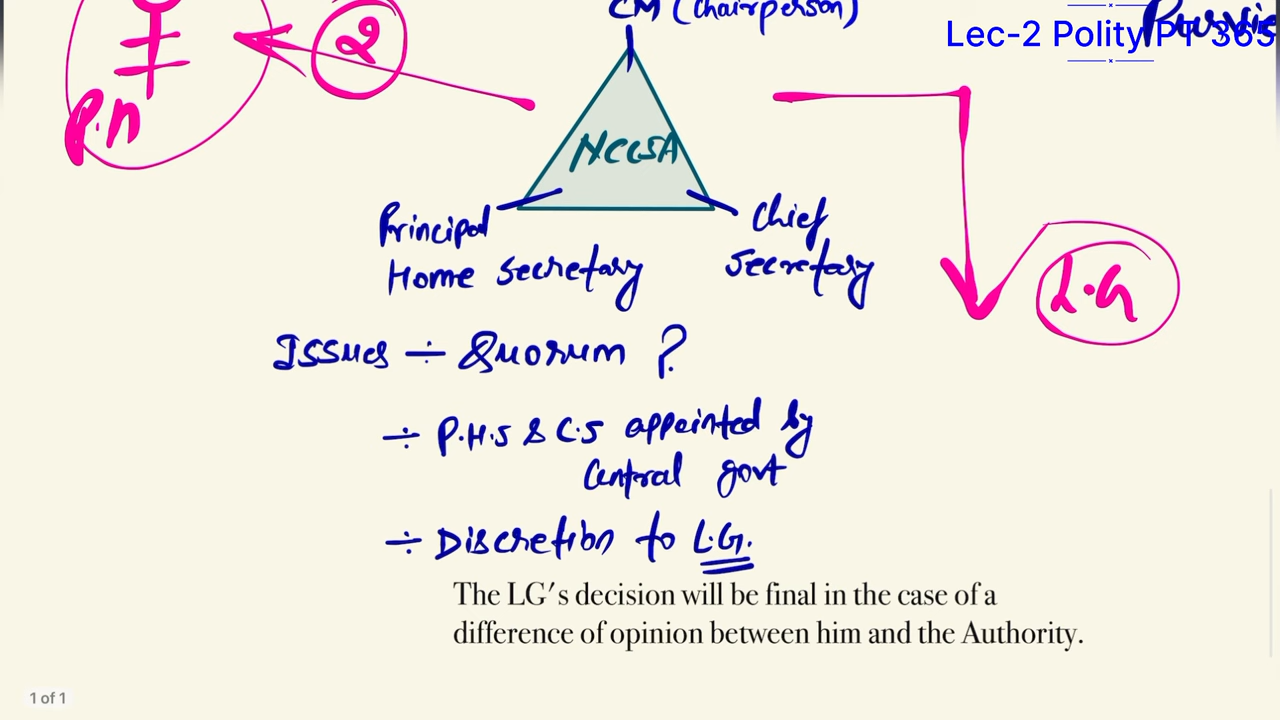 CM (Chairperson)
Lec-2 Polity PT 365
2
P.n
NCCSA
Principal
Home Secretary
Chief
Secretary
L.G
Issues ÷ Quorum ?
÷ P.H.S & C.S appointed by
Central govt
÷ Discretion to L.G.
The LG's decision will be final in the case of a
difference of opinion between him and the Authority.
1 of 1